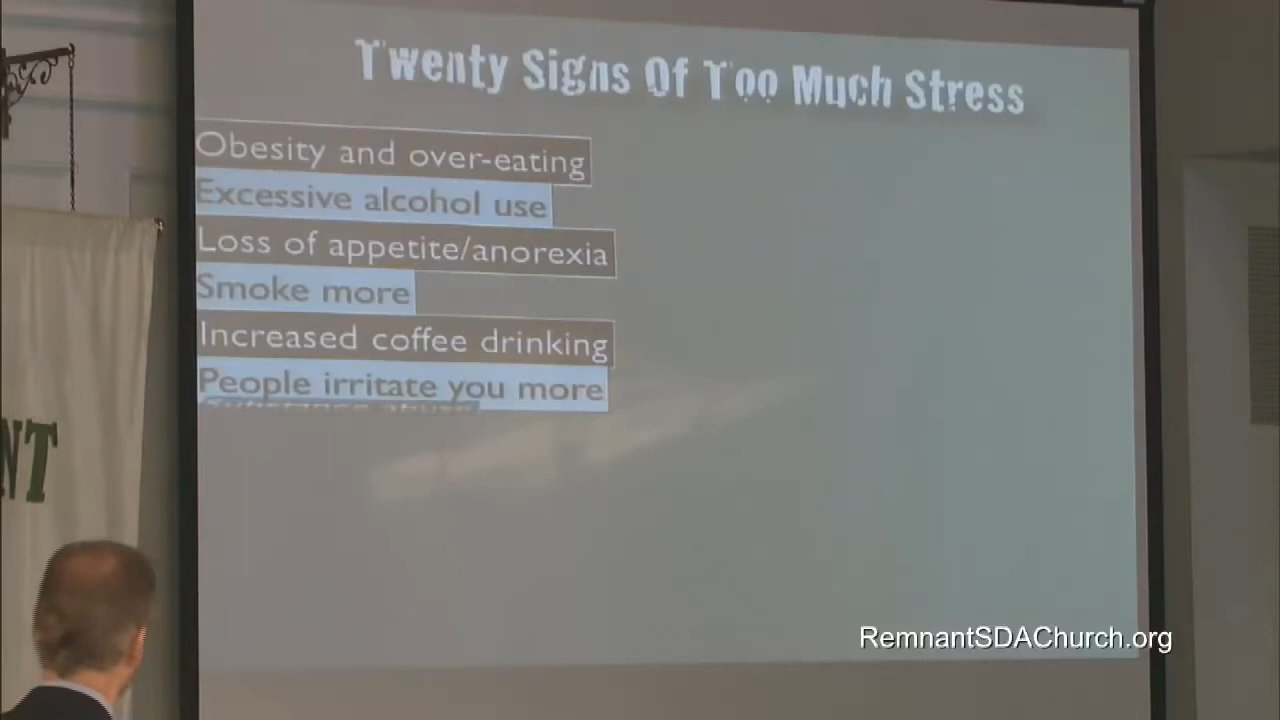 Twenty Signs Of Too Much Stress
Obesity and over-eating
Excessive alcohol use
Loss of appetite/anorexia
Smoke more
Increased coffee drinking
People irritate you more
NT
RemnantSDAChurch.org